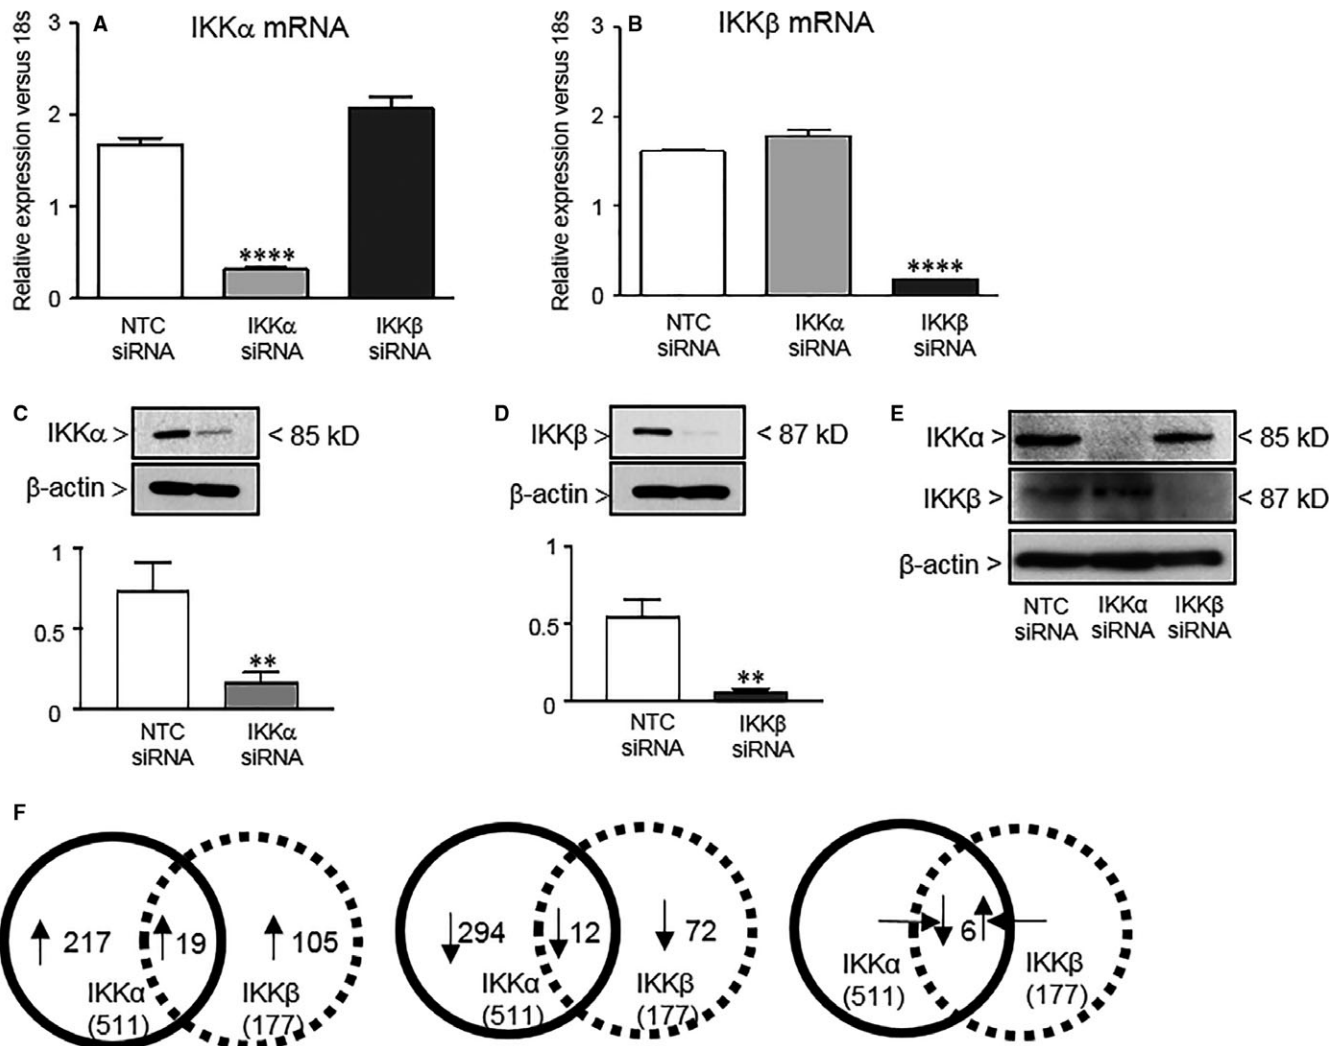 A
IKKα mRNA
Relative expression versus 18s
3
2
1
0
****
NTC siRNA
IKKα siRNA
IKKβ siRNA
B
IKKβ mRNA
Relative expression versus 18s
3
2
1
0
****
NTC siRNA
IKKα siRNA
IKKβ siRNA
C
IKKα > < 85 kD
β-actin >
1
0.5
0
**
NTC siRNA
IKKα siRNA
D
IKKβ > < 87 kD
β-actin >
1
0.5
0
**
NTC siRNA
IKKβ siRNA
E
IKKα > < 85 kD
IKKβ > < 87 kD
β-actin >
NTC siRNA
IKKα siRNA
IKKβ siRNA
F
↑ 217 ↑ 19 ↑ 105
IKKα (511)
IKKβ (177)
↓ 294 ↓ 12 ↓ 72
IKKα (511)
IKKβ (177)
→ ↓ 6 ↑ ←
IKKα (511)
IKKβ (177)